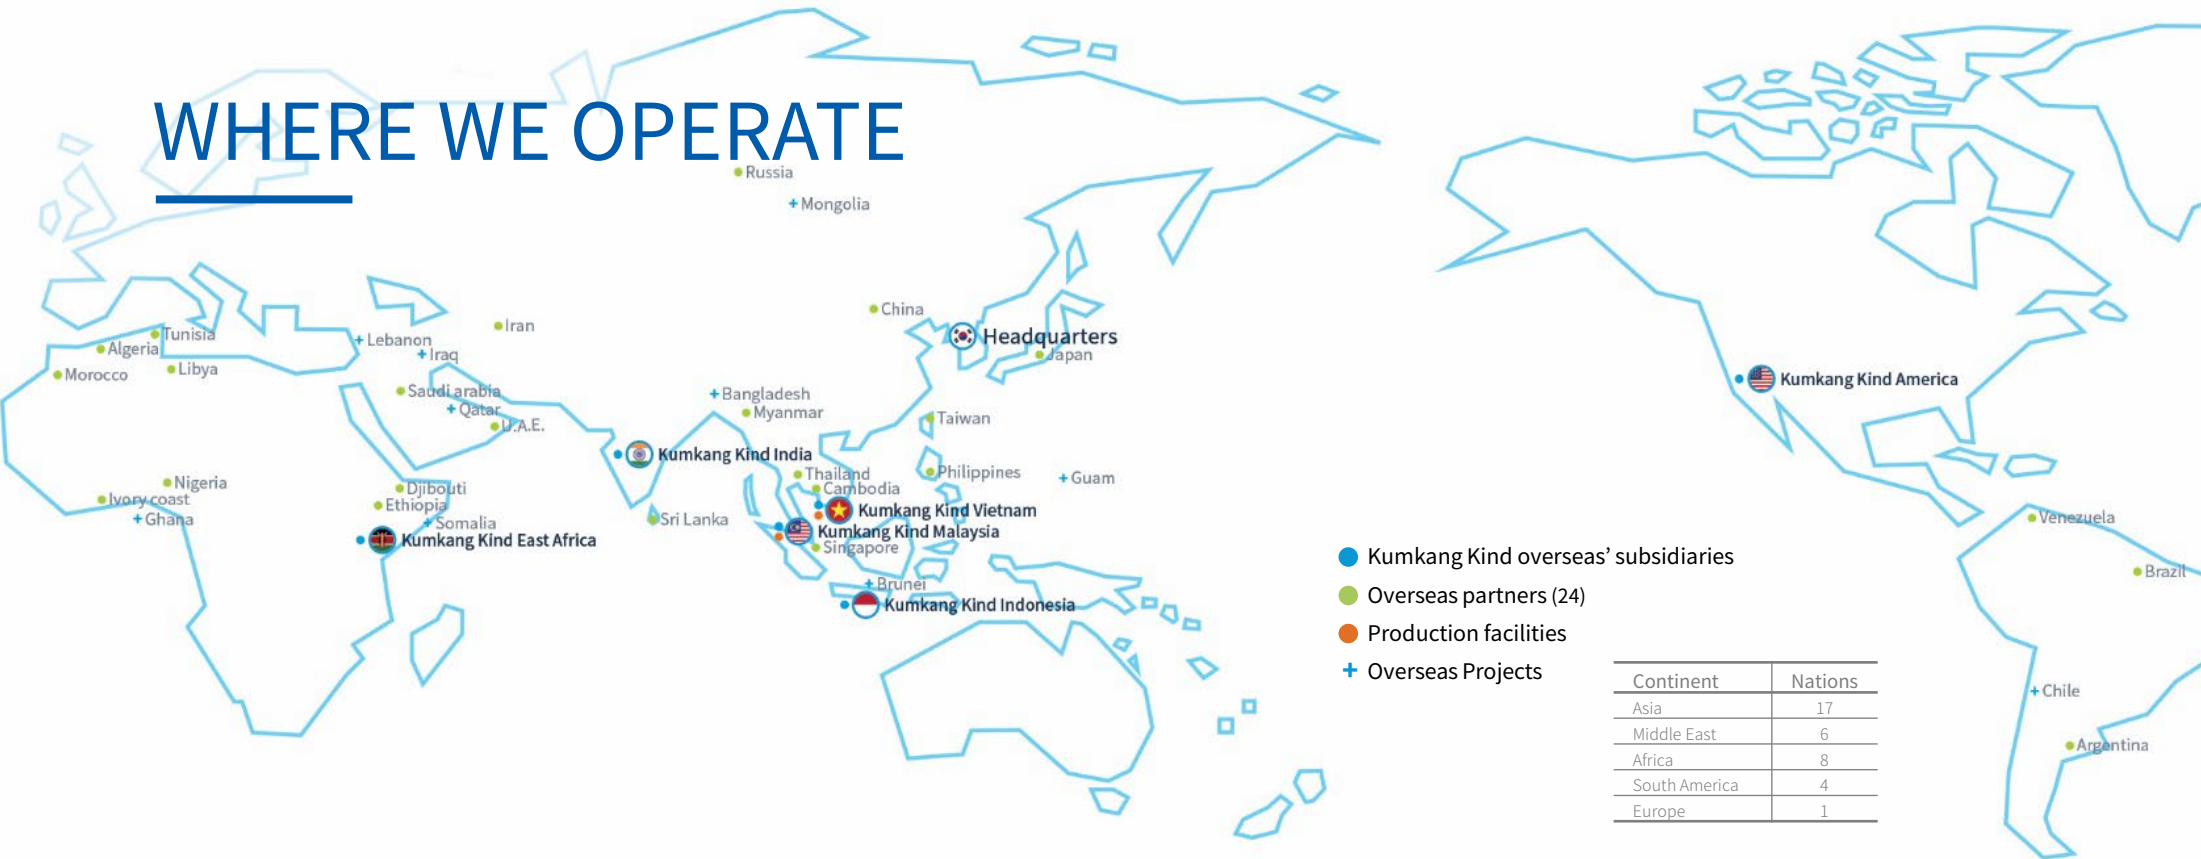 WHERE WE OPERATE
Russia
Mongolia
China
Headquarters
Japan
Iran
Lebanon
Iraq
Tunisia
Algeria
Libya
Morocco
Saudi arabia
Qatar
U.A.E.
Bangladesh
Myanmar
Taiwan
Kumkang Kind America
Kumkang Kind India
Thailand
Cambodia
Philippines
Guam
Nigeria
Ivory coast
Ghana
Djibouti
Ethiopia
Somalia
Kumkang Kind East Africa
Sri Lanka
Kumkang Kind Vietnam
Kumkang Kind Malaysia
Singapore
Brunei
Kumkang Kind Indonesia
Venezuela
Brazil
Chile
Argentina
Kumkang Kind overseas’ subsidiaries
Overseas partners (24)
Production facilities
+ Overseas Projects
Continent Nations
Asia 17
Middle East 6
Africa 8
South America 4
Europe 1